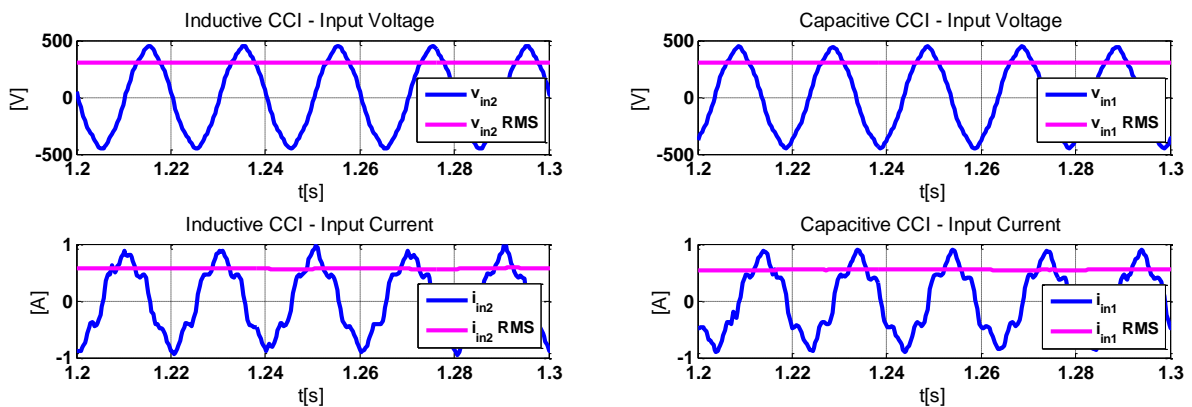 Inductive CCI - Input Voltage
500
0
-500
[V]
v_in2
v_in2 RMS
1.2 1.22 1.24 1.26 1.28 1.3
t[s]
Capacitive CCI - Input Voltage
500
0
-500
[V]
v_in1
v_in1 RMS
1.2 1.22 1.24 1.26 1.28 1.3
t[s]
Inductive CCI - Input Current
1
0
-1
[A]
i_in2
i_in2 RMS
1.2 1.22 1.24 1.26 1.28 1.3
t[s]
Capacitive CCI - Input Current
1
0
-1
[A]
i_in1
i_in1 RMS
1.2 1.22 1.24 1.26 1.28 1.3
t[s]